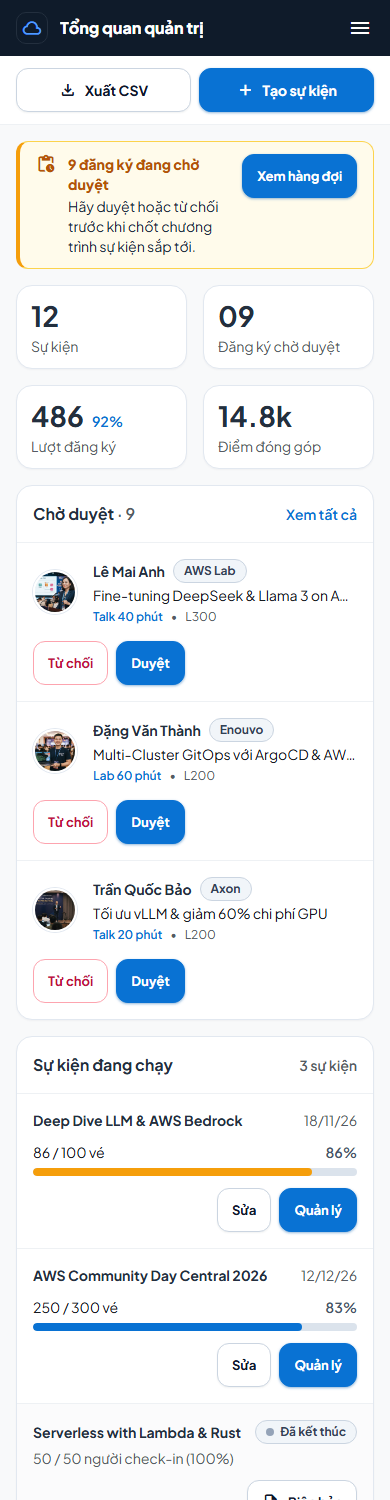 Tổng quan quản trị
Xuất CSV
Tạo sự kiện
9 đăng ký đang chờ
duyệt
Hãy duyệt hoặc từ chối
trước khi chốt chương
trình sự kiện sắp tới.
Xem hàng đợi
12
Sự kiện
09
Đăng ký chờ duyệt
486 92%
Lượt đăng ký
14.8k
Điểm đóng góp
Chờ duyệt · 9
Xem tất cả
Lê Mai Anh AWS Lab
Fine-tuning DeepSeek & Llama 3 on A...
Talk 40 phút • L300
Từ chối
Duyệt
Đặng Văn Thành Enouvo
Multi-Cluster GitOps với ArgoCD & AW...
Lab 60 phút • L200
Từ chối
Duyệt
Trần Quốc Bảo Axon
Tối ưu vLLM & giảm 60% chi phí GPU
Talk 20 phút • L200
Từ chối
Duyệt
Sự kiện đang chạy
3 sự kiện
Deep Dive LLM & AWS Bedrock 18/11/26
86 / 100 vé 86%
Sửa
Quản lý
AWS Community Day Central 2026 12/12/26
250 / 300 vé 83%
Sửa
Quản lý
Serverless with Lambda & Rust Đã kết thúc
50 / 50 người check-in (100%)